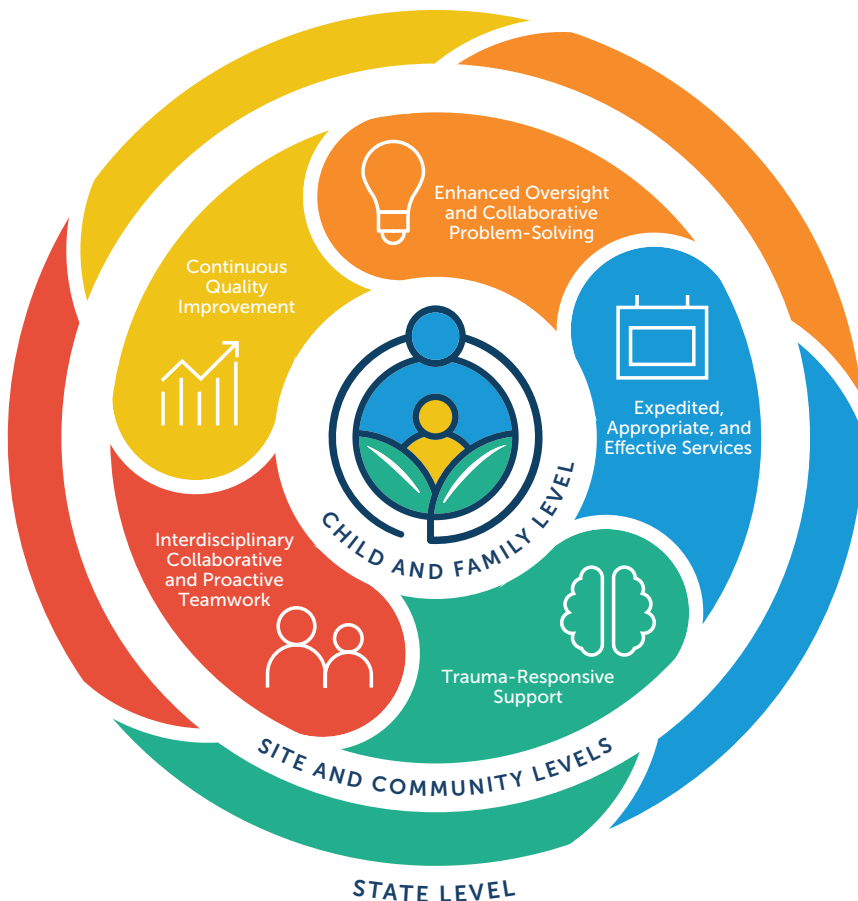 Enhanced Oversight
and Collaborative
Problem-Solving
Continuous
Quality
Improvement
Expedited,
Appropriate, and
Effective Services
Interdisciplinary
Collaborative
and Proactive
Teamwork
Trauma-Responsive
Support
CHILD AND FAMILY LEVEL
SITE AND COMMUNITY LEVELS
STATE LEVEL